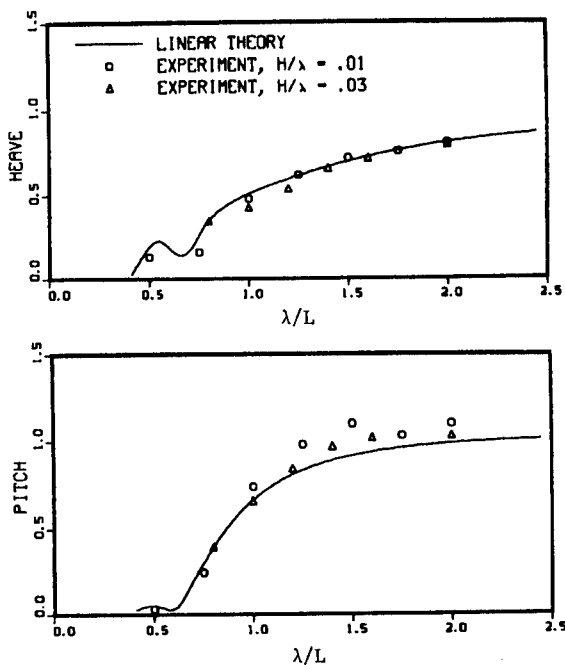 1.5
1.0
0.5
0.0
HEAVE
LINEAR THEORY
EXPERIMENT, H/λ = .01
EXPERIMENT, H/λ = .03
0.0 0.5 1.0 1.5 2.0 2.5
λ/L
1.5
1.0
0.5
0.0
PITCH
0.0 0.5 1.0 1.5 2.0 2.5
λ/L